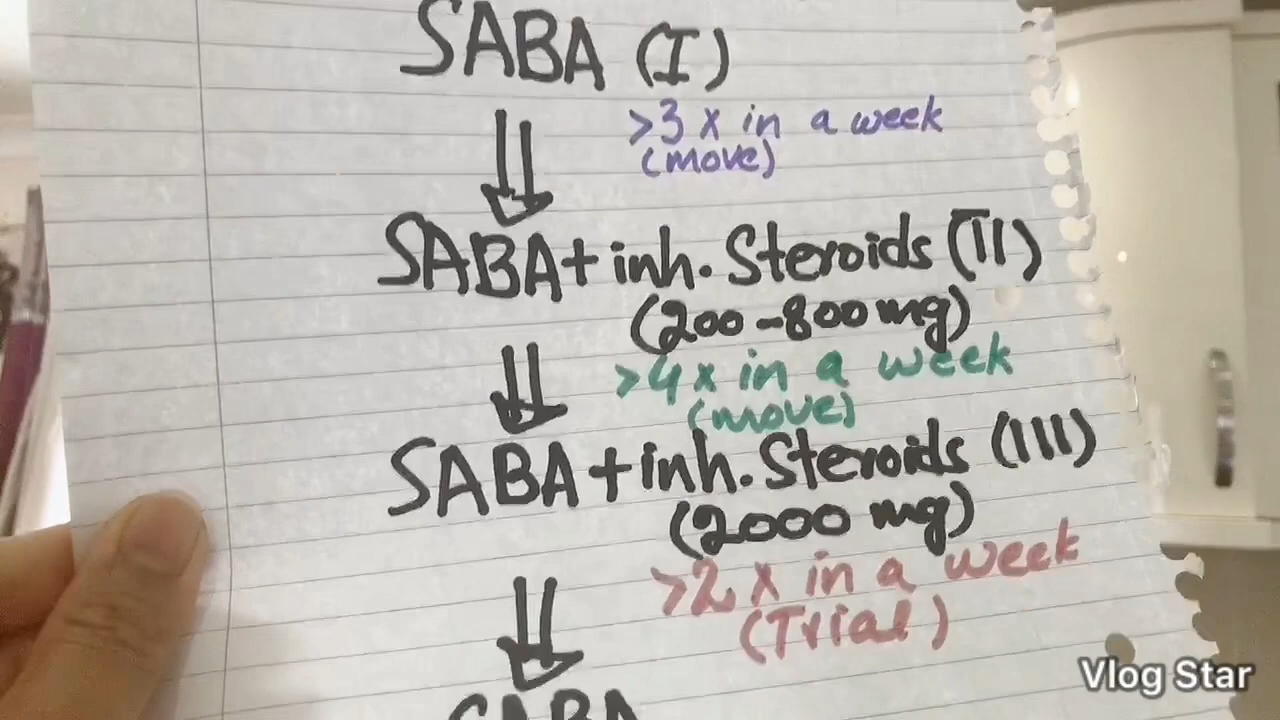 SABA (I)
>3 x in a week
(move)
SABA + inh. Steroids (II)
(200-800 mg)
>4 x in a week
(move)
SABA + inh. Steroids (III)
(2000 mg)
>2 x in a week
(Trial)
SABA
Vlog Star